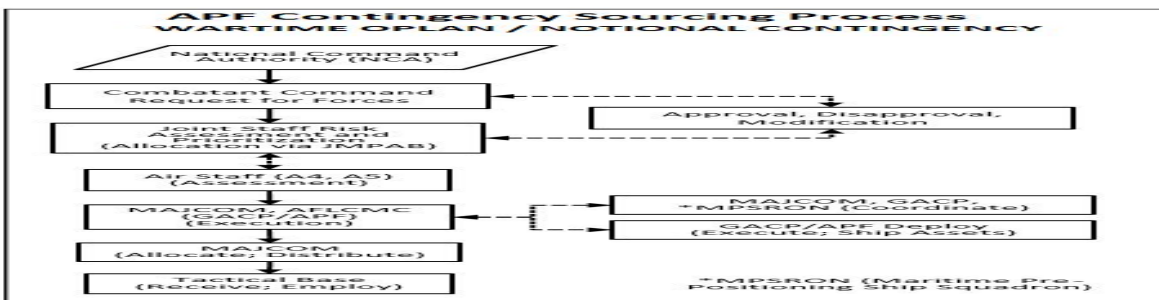 APF Contingency Sourcing Process
WARTIME OPLAN / NOTIONAL CONTINGENCY
National Command
Authority (NCA)
Combatant Command
Request for Forces
Approval, Disapproval,
Modification
Joint Staff Risk
Assessment and
Prioritization
(Allocation via JMPAB)
Air Staff (A4, A5)
(Assessment)
MAJCOM, AFLCMC
(GACP/APF)
(Execution)
MAJCOM, GACP,
*MPSRON (Coordinate)
GACP/APF Deploy
(Execute; Ship Assets)
MAJCOM
(Allocate; Distribute)
Tactical Base
(Receive; Employ)
*MPSRON (Maritime Pre-
Positioning Ship Squadron)